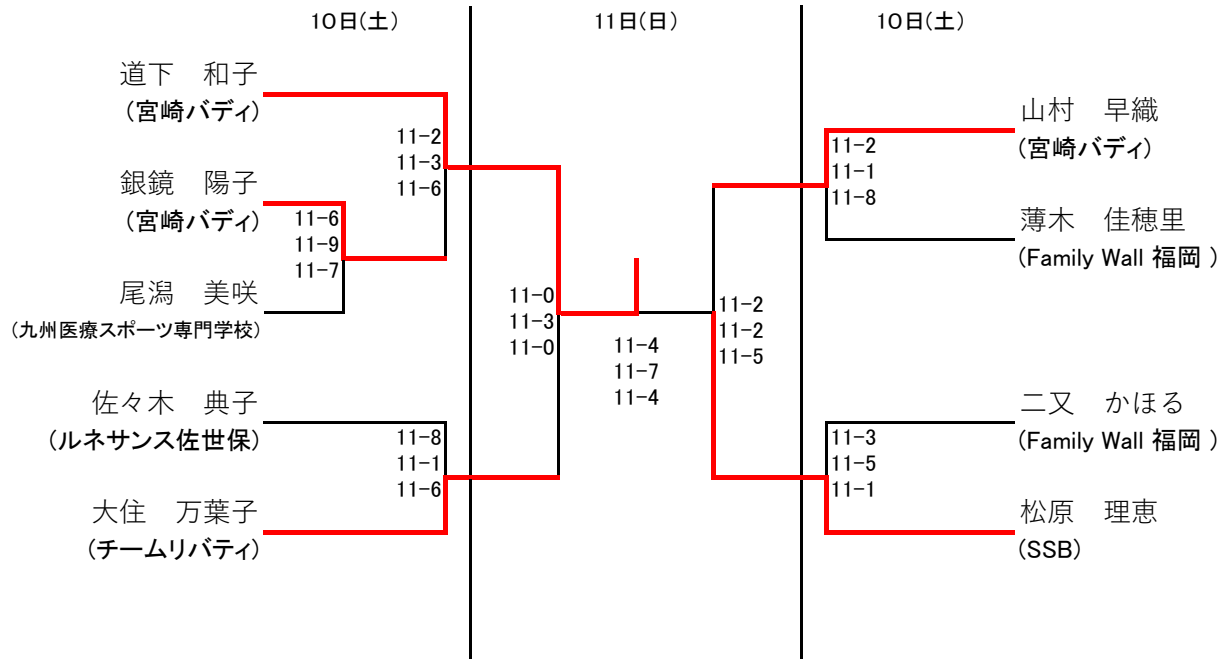 10日(土)
11日(日)
10日(土)
道下　和子
(宮崎バディ)
11-2
11-3
11-6
銀鏡　陽子
(宮崎バディ)
11-6
11-9
11-7
尾潟　美咲
(九州医療スポーツ専門学校)
佐々木　典子
(ルネサンス佐世保)
11-8
11-1
11-6
大住　万葉子
(チームリバティ)
11-0
11-3
11-0
11-4
11-7
11-4
11-2
11-2
11-5
山村　早織
(宮崎バディ)
11-2
11-1
11-8
薄木　佳穂里
(Family Wall 福岡 )
二又　かほる
(Family Wall 福岡 )
11-3
11-5
11-1
松原　理恵
(SSB)